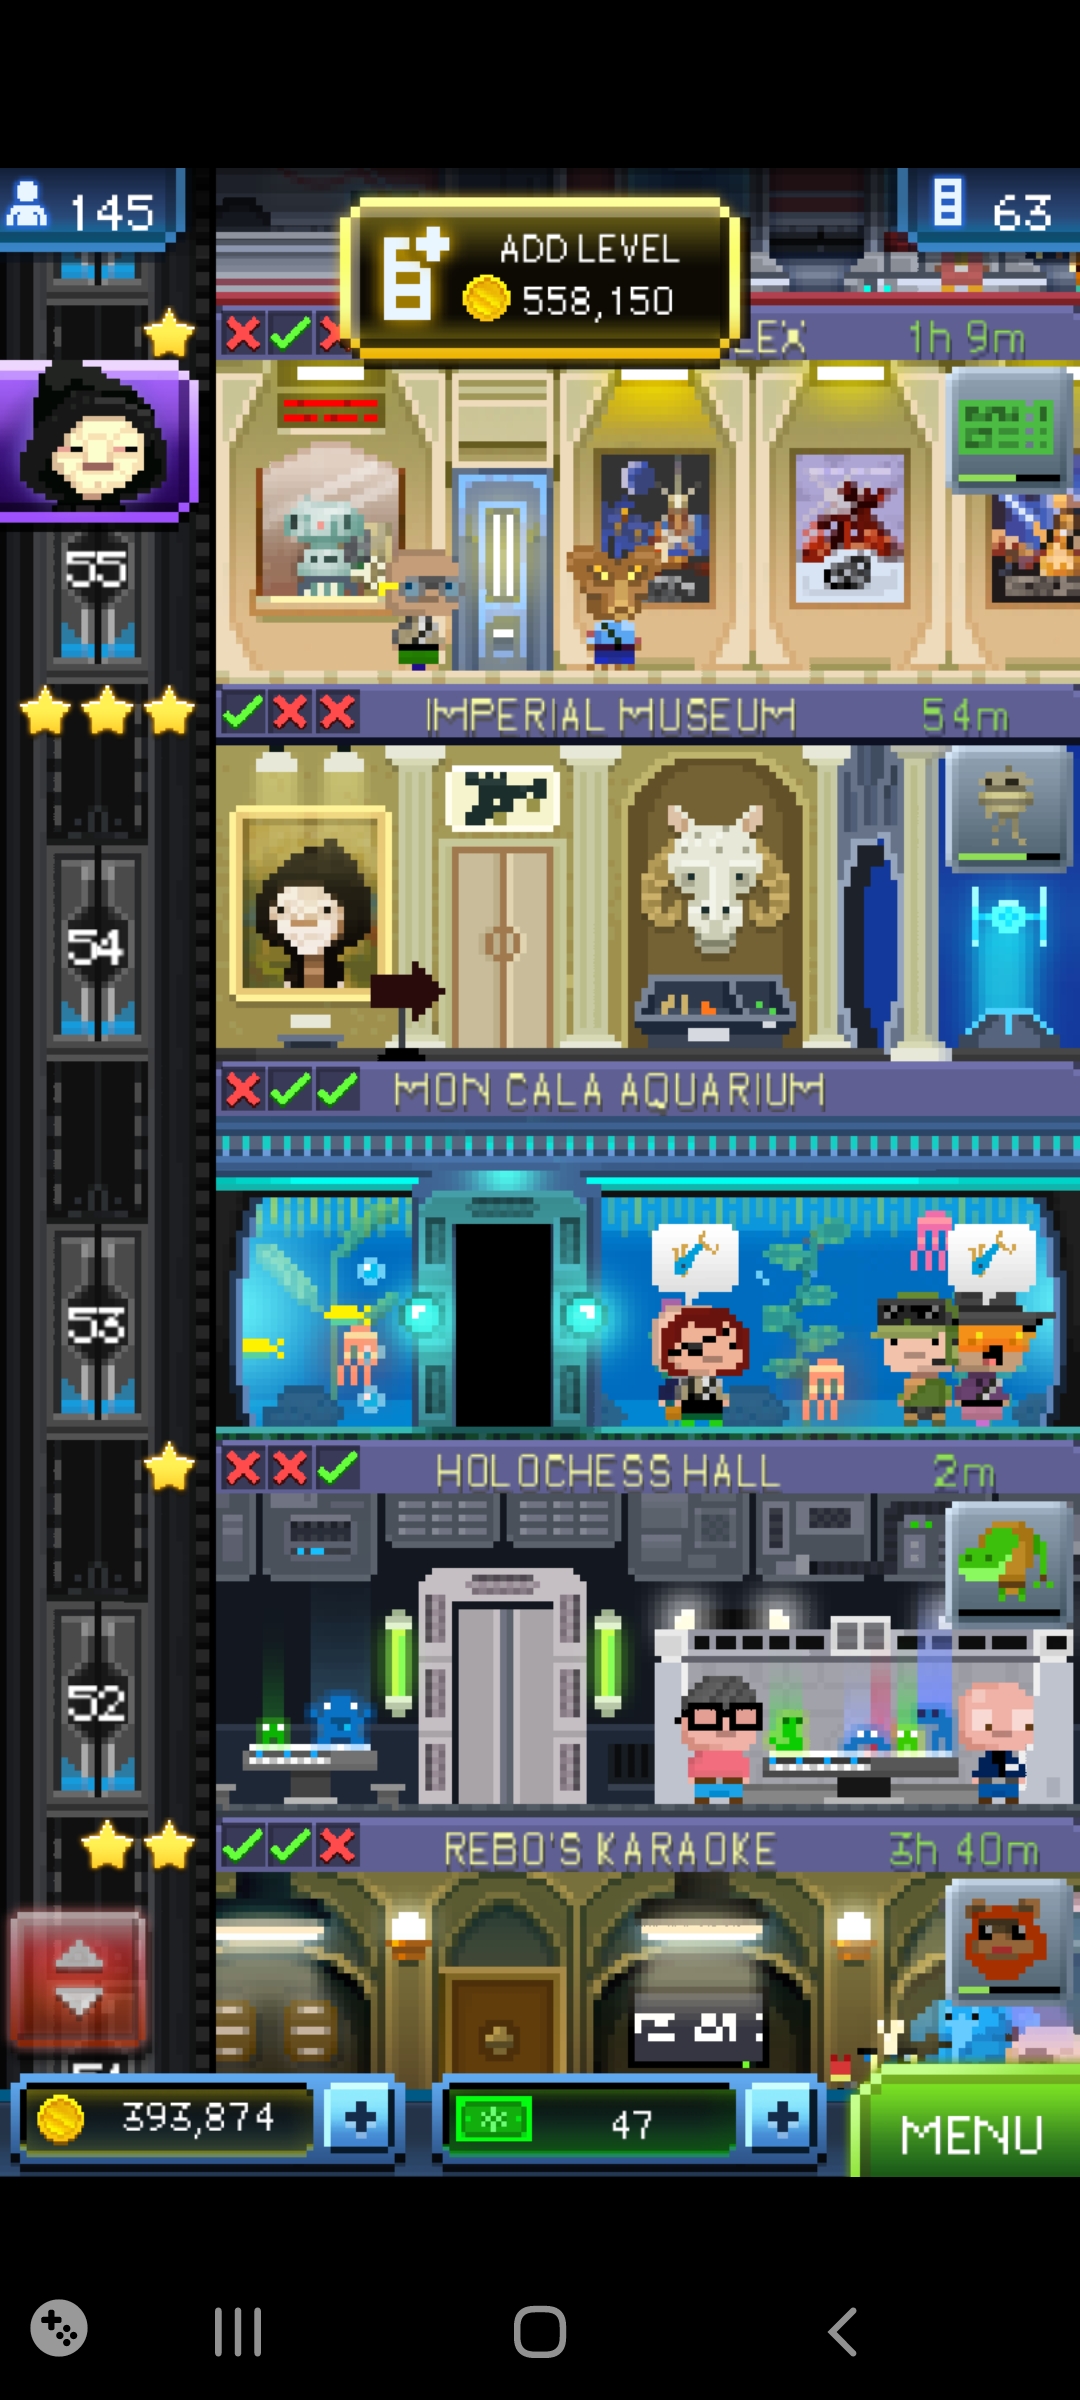 145
63
ADD LEVEL
558,150
LEX
1h 9m
55
IMPERIAL MUSEUM
54m
54
MON CALA AQUARIUM
53
HOLOCHESS HALL
2m
52
REBO'S KARAOKE
3h 40m
393,874
47
MENU